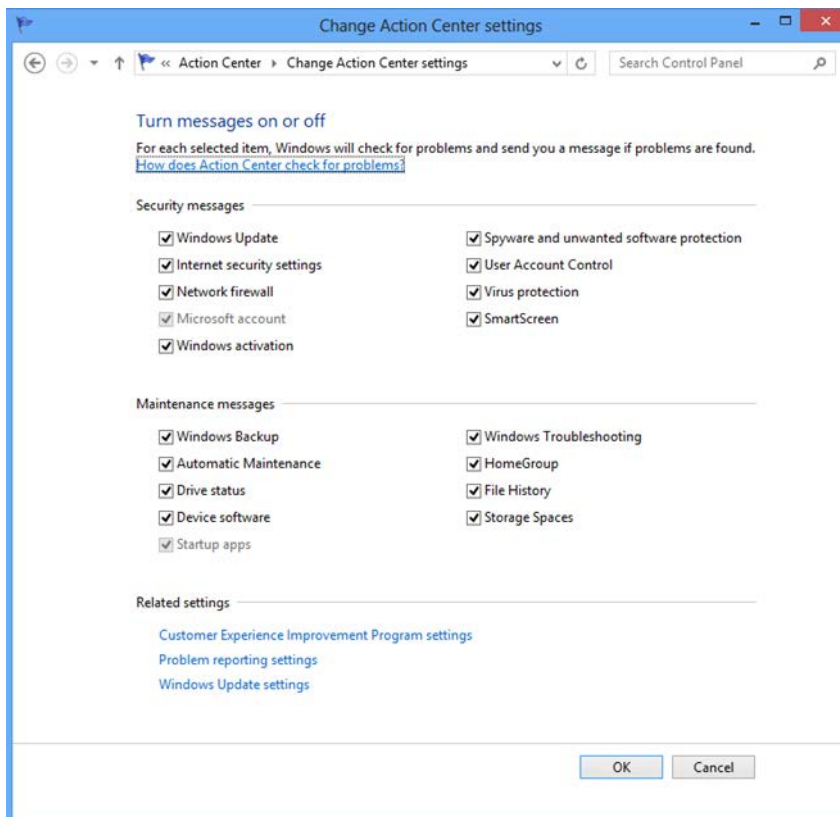 Change Action Center settings
« Action Center Change Action Center settings
Search Control Panel
Turn messages on or off
For each selected item, Windows will check for problems and send you a message if problems are found.
How does Action Center check for problems?
Security messages
Windows Update
Spyware and unwanted software protection
Internet security settings
User Account Control
Network firewall
Virus protection
Microsoft account
SmartScreen
Windows activation
Maintenance messages
Windows Backup
Windows Troubleshooting
Automatic Maintenance
HomeGroup
Drive status
File History
Device software
Storage Spaces
Startup apps
Related settings
Customer Experience Improvement Program settings
Problem reporting settings
Windows Update settings
OK
Cancel